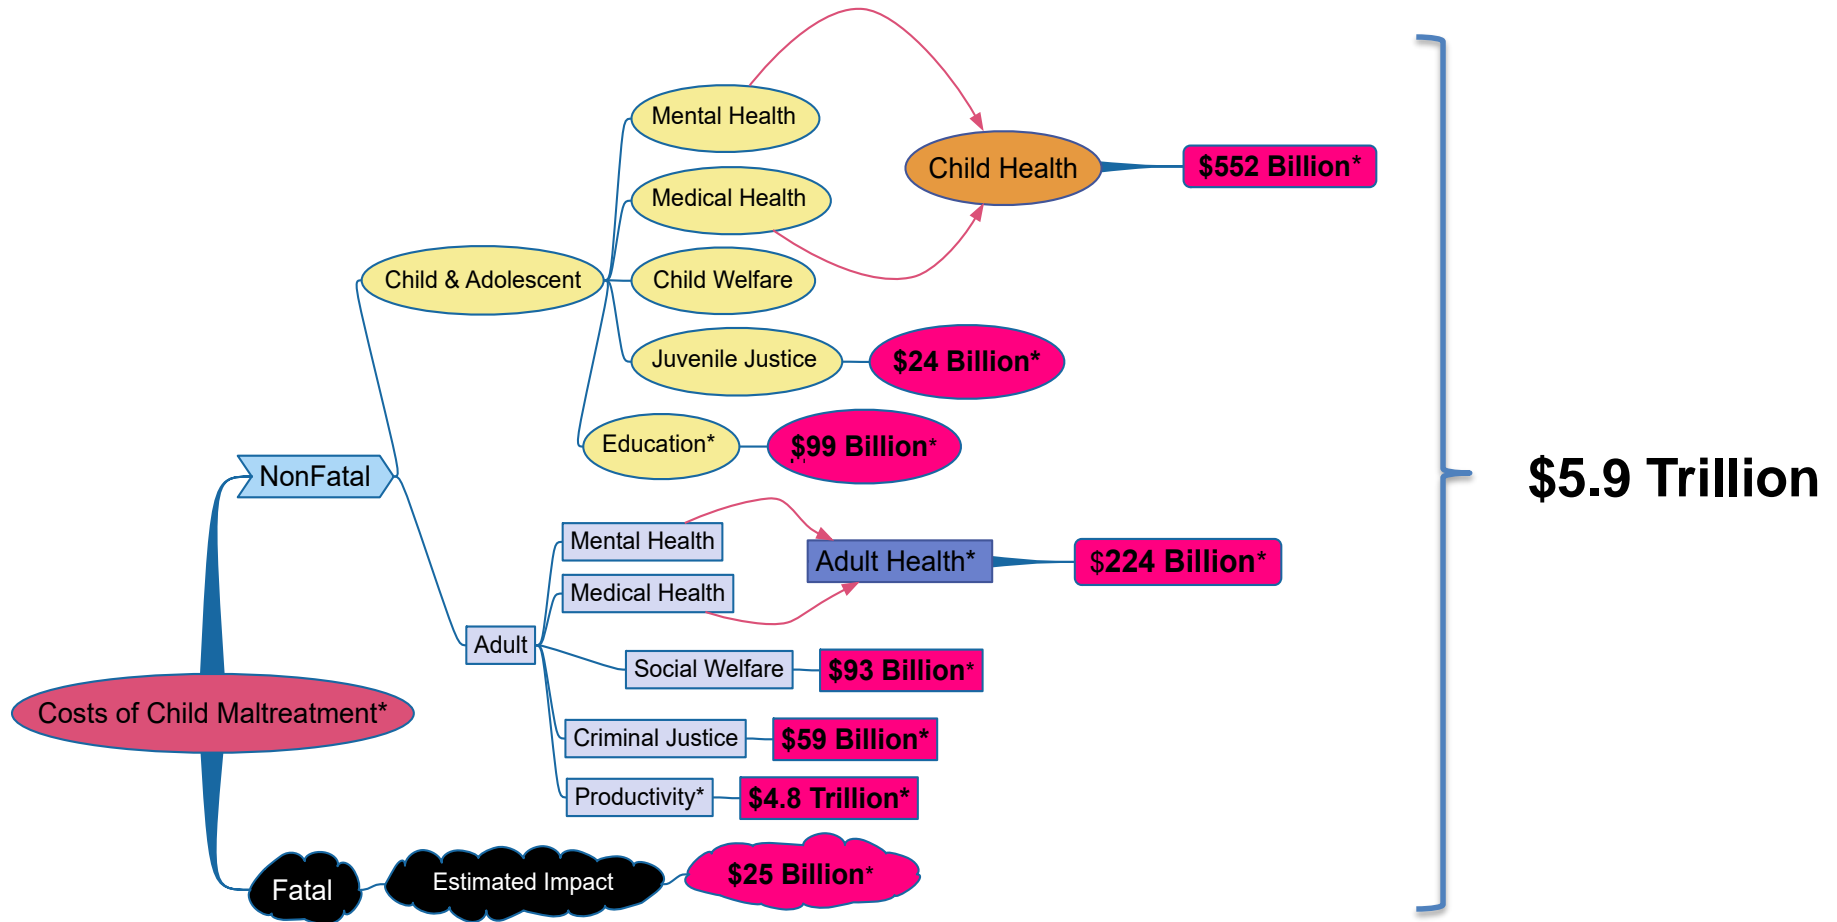 Mental Health
Child Health
$552 Billion*
Medical Health
Child & Adolescent
Child Welfare
Juvenile Justice
$24 Billion*
Education*
$99 Billion*
NonFatal
$5.9 Trillion
Mental Health
Adult Health*
$224 Billion*
Medical Health
Adult
Social Welfare
$93 Billion*
Costs of Child Maltreatment*
Criminal Justice
$59 Billion*
Productivity*
$4.8 Trillion*
Fatal
Estimated Impact
$25 Billion*